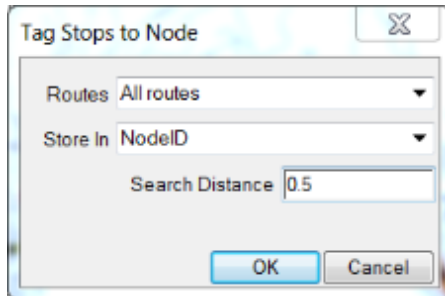 Tag Stops to Node
Routes All routes
Store In NodeID
Search Distance 0.5
OK Cancel